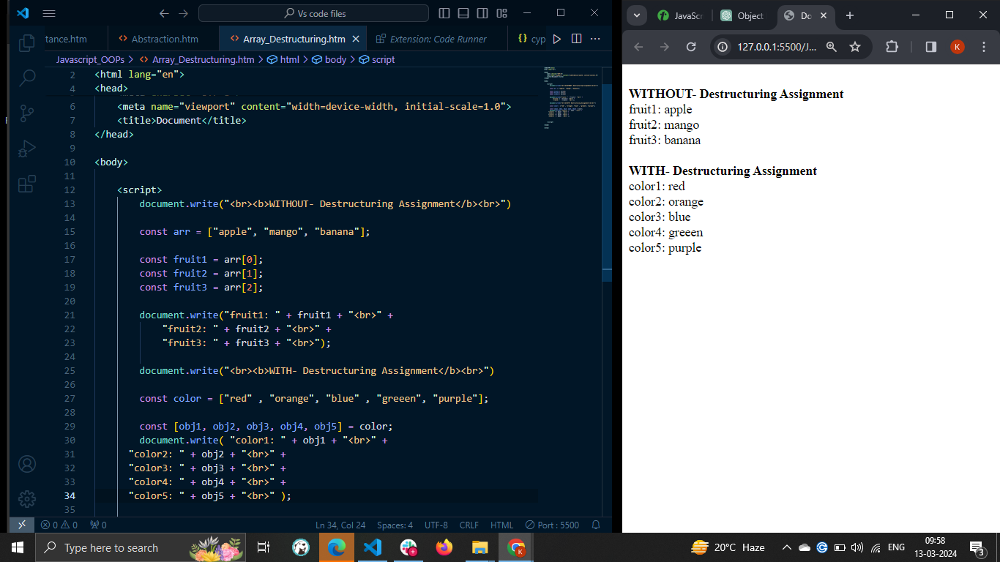 Vs code files
tance.htm
Abstraction.htm
Array_Destructuring.htm
Extension: Code Runner
{} cyp
Javascript_OOPs > Array_Destructuring.htm > html > body > script
2 <html lang="en">
4 <head>
6 <meta name="viewport" content="width=device-width, initial-scale=1.0">
7 <title>Document</title>
8 </head>
9
10 <body>
11
12 <script>
13 document.write("<br><b>WITHOUT- Destructuring Assignment</b><br>")
14
15 const arr = ["apple", "mango", "banana"];
16
17 const fruit1 = arr[0];
18 const fruit2 = arr[1];
19 const fruit3 = arr[2];
20
21 document.write("fruit1: " + fruit1 + "<br>" +
22 "fruit2: " + fruit2 + "<br>" +
23 "fruit3: " + fruit3 + "<br>");
24
25 document.write("<br><b>WITH- Destructuring Assignment</b><br>")
26
27 const color = ["red" , "orange", "blue" , "greeen", "purple"];
28
29 const [obj1, obj2, obj3, obj4, obj5] = color;
30 document.write( "color1: " + obj1 + "<br>" +
31 "color2: " + obj2 + "<br>" +
32 "color3: " + obj3 + "<br>" +
33 "color4: " + obj4 + "<br>" +
34 "color5: " + obj5 + "<br>" );
35
0 0 0
Ln 34, Col 24 Spaces: 4 UTF-8 CRLF HTML Port : 5500
JavaScr
Object
Do
127.0.0.1:5500/J...
K
WITHOUT- Destructuring Assignment
fruit1: apple
fruit2: mango
fruit3: banana
WITH- Destructuring Assignment
color1: red
color2: orange
color3: blue
color4: greeen
color5: purple
Type here to search
K
20°C Haze
ENG
09:58
13-03-2024
3